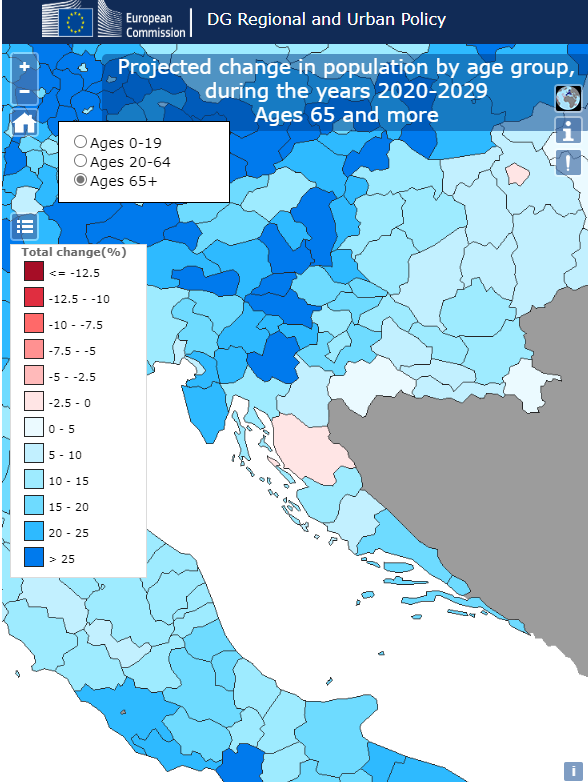 European
Commission
DG Regional and Urban Policy
+
−
Projected change in population by age group,
during the years 2020-2029
Ages 65 and more
i
!
Ages 0-19
Ages 20-64
Ages 65+
Total change(%)
<= -12.5
-12.5 - -10
-10 - -7.5
-7.5 - -5
-5 - -2.5
-2.5 - 0
0 - 5
5 - 10
10 - 15
15 - 20
20 - 25
> 25
i